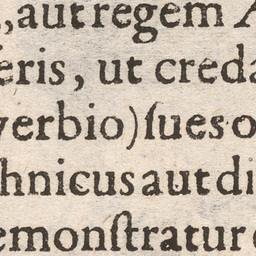 , aut regem A
eris, ut creda
verbio) ſues o
hnicus aut di
emonſtratur